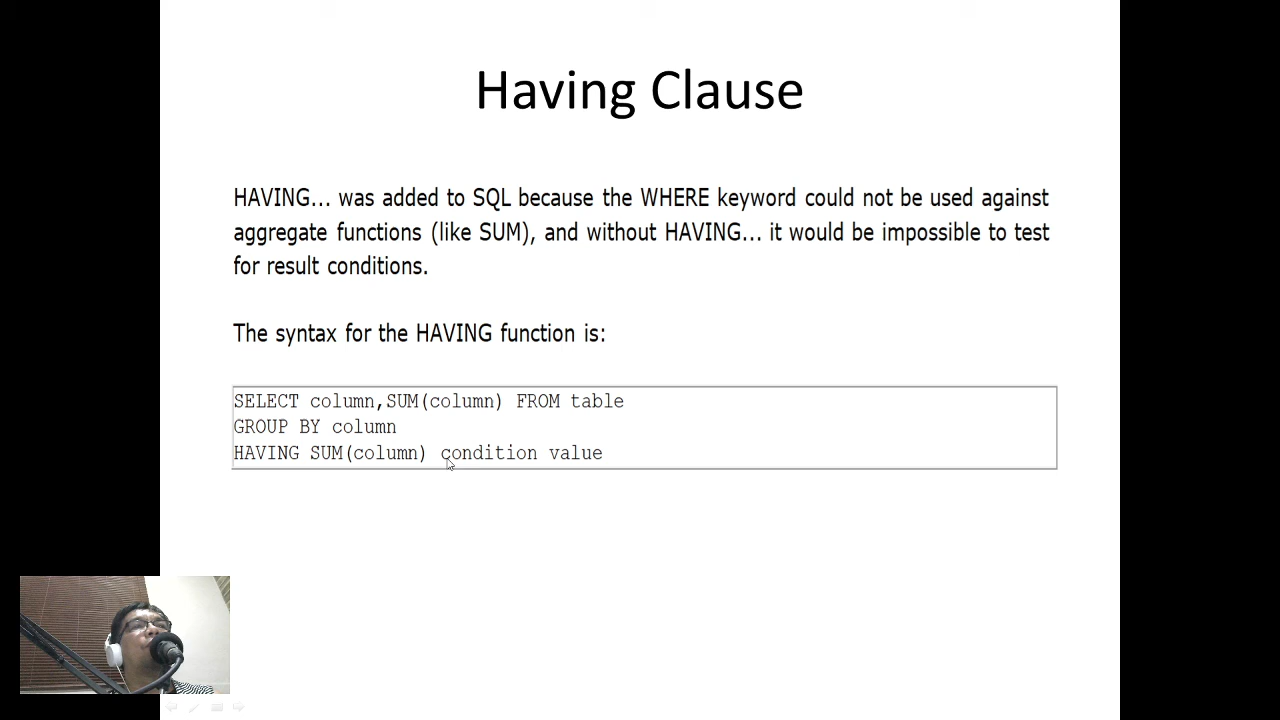 Having Clause
HAVING... was added to SQL because the WHERE keyword could not be used against
aggregate functions (like SUM), and without HAVING... it would be impossible to test
for result conditions.
The syntax for the HAVING function is:
SELECT column,SUM(column) FROM table
GROUP BY column
HAVING SUM(column) condition value